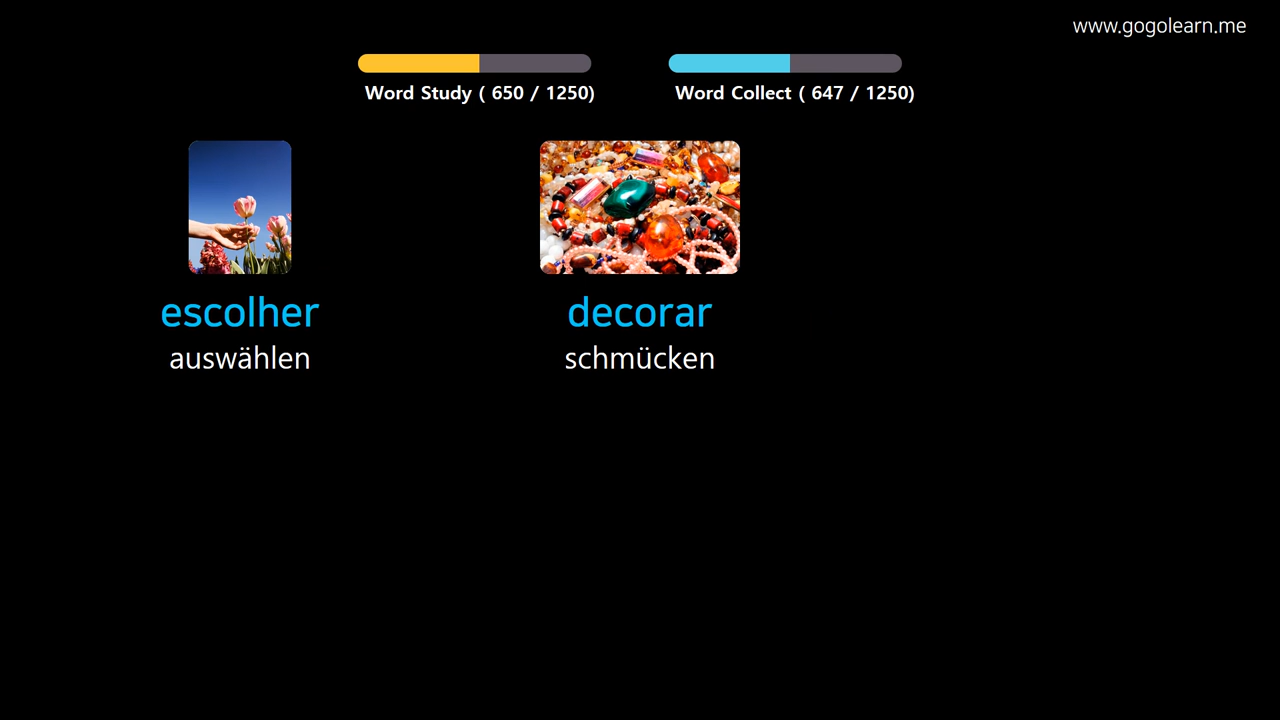 www.gogolearn.me
Word Study ( 650 / 1250)
Word Collect ( 647 / 1250)
escolher
auswählen
decorar
schmücken